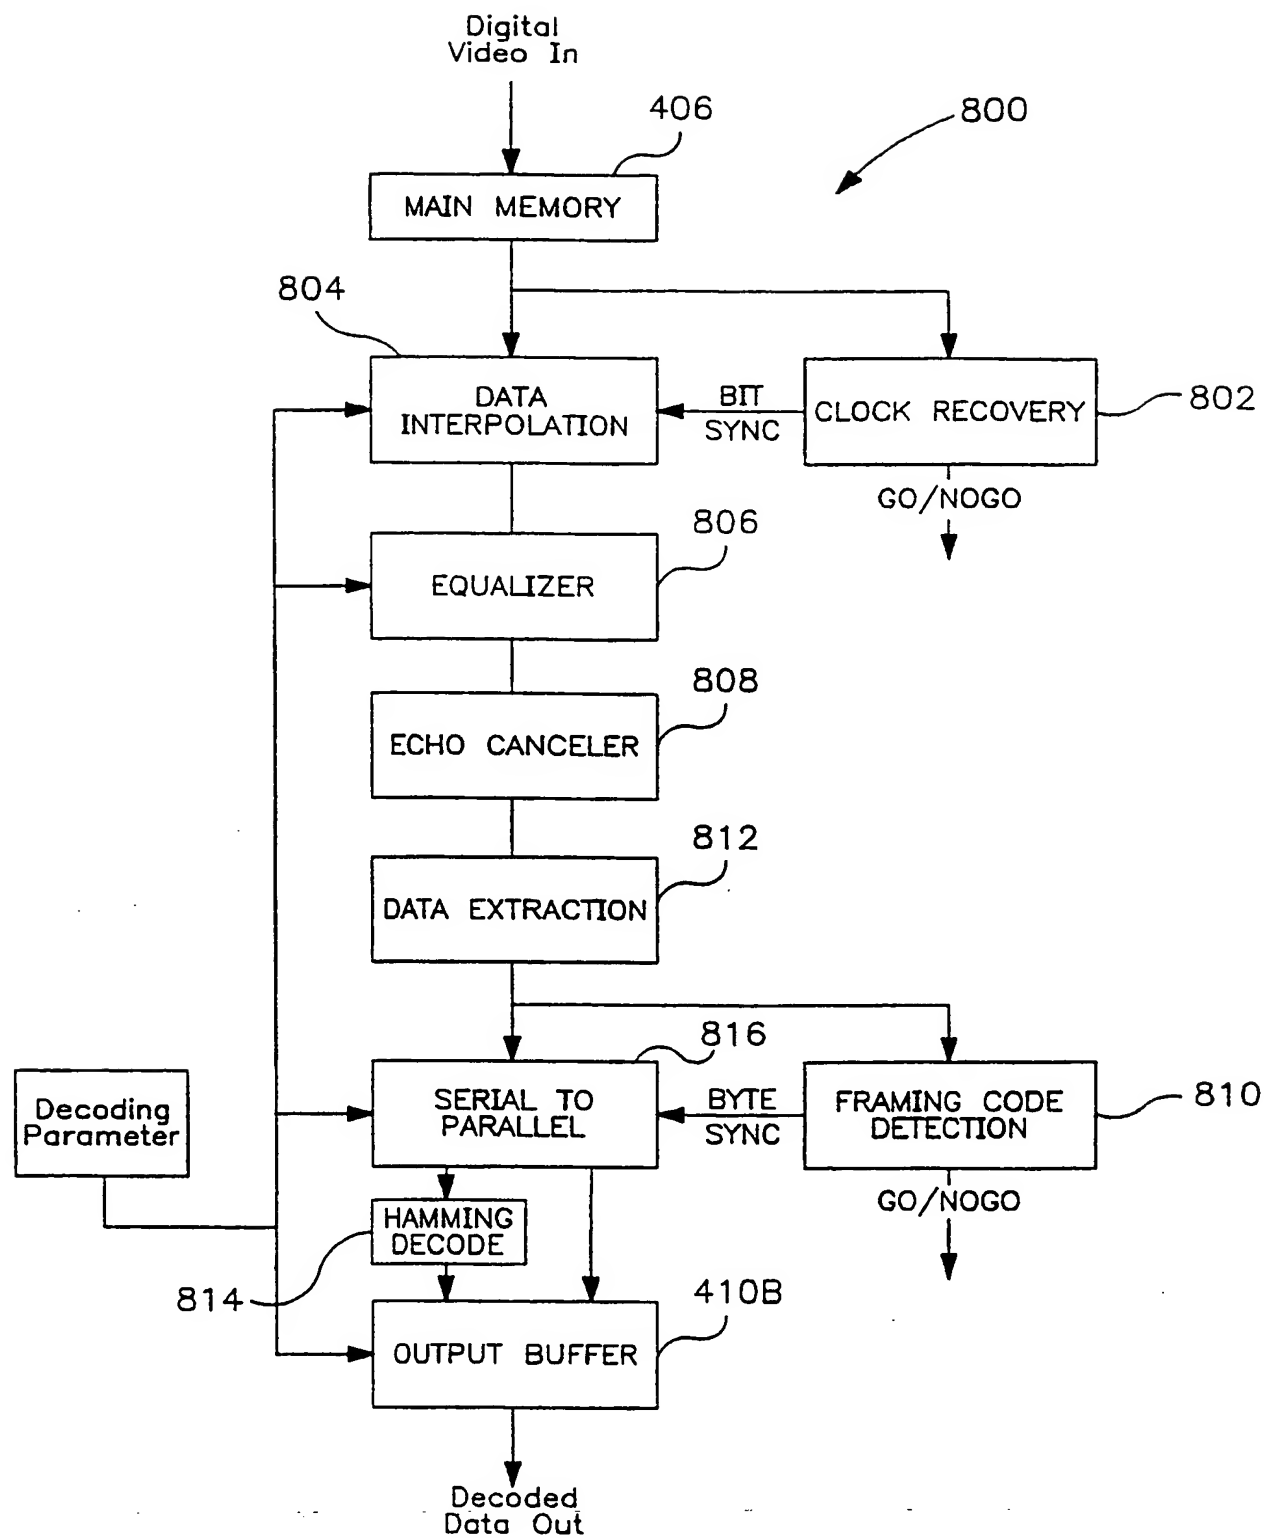 Digital
Video In
406
800
MAIN MEMORY
804
DATA
INTERPOLATION
BIT
SYNC
CLOCK RECOVERY
802
GO/NOGO
806
EQUALIZER
808
ECHO CANCELER
812
DATA EXTRACTION
816
Decoding
Parameter
SERIAL TO
PARALLEL
BYTE
SYNC
FRAMING CODE
DETECTION
810
GO/NOGO
HAMMING
DECODE
814
410B
OUTPUT BUFFER
Decoded
Data Out